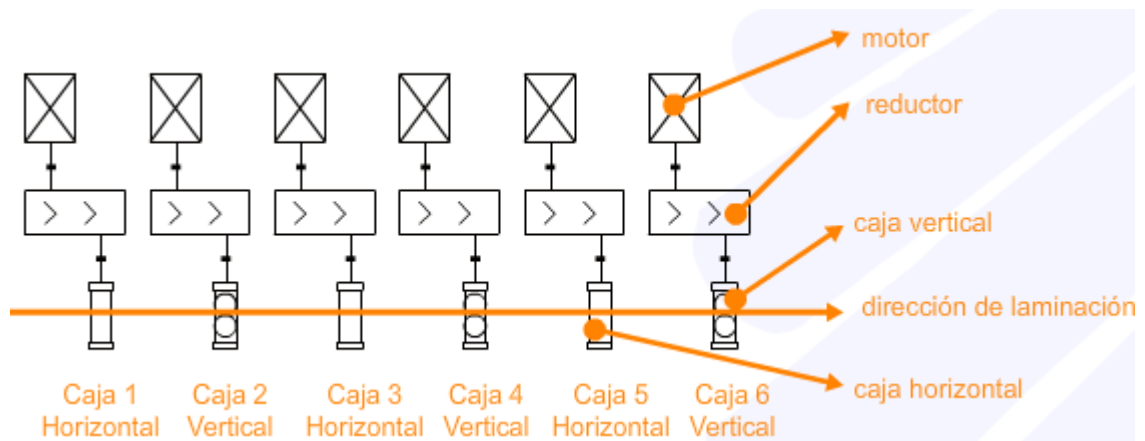 motor
reductor
caja vertical
dirección de laminación
caja horizontal
Caja 1
Horizontal
Caja 2
Vertical
Caja 3
Horizontal
Caja 4
Vertical
Caja 5
Horizontal
Caja 6
Vertical